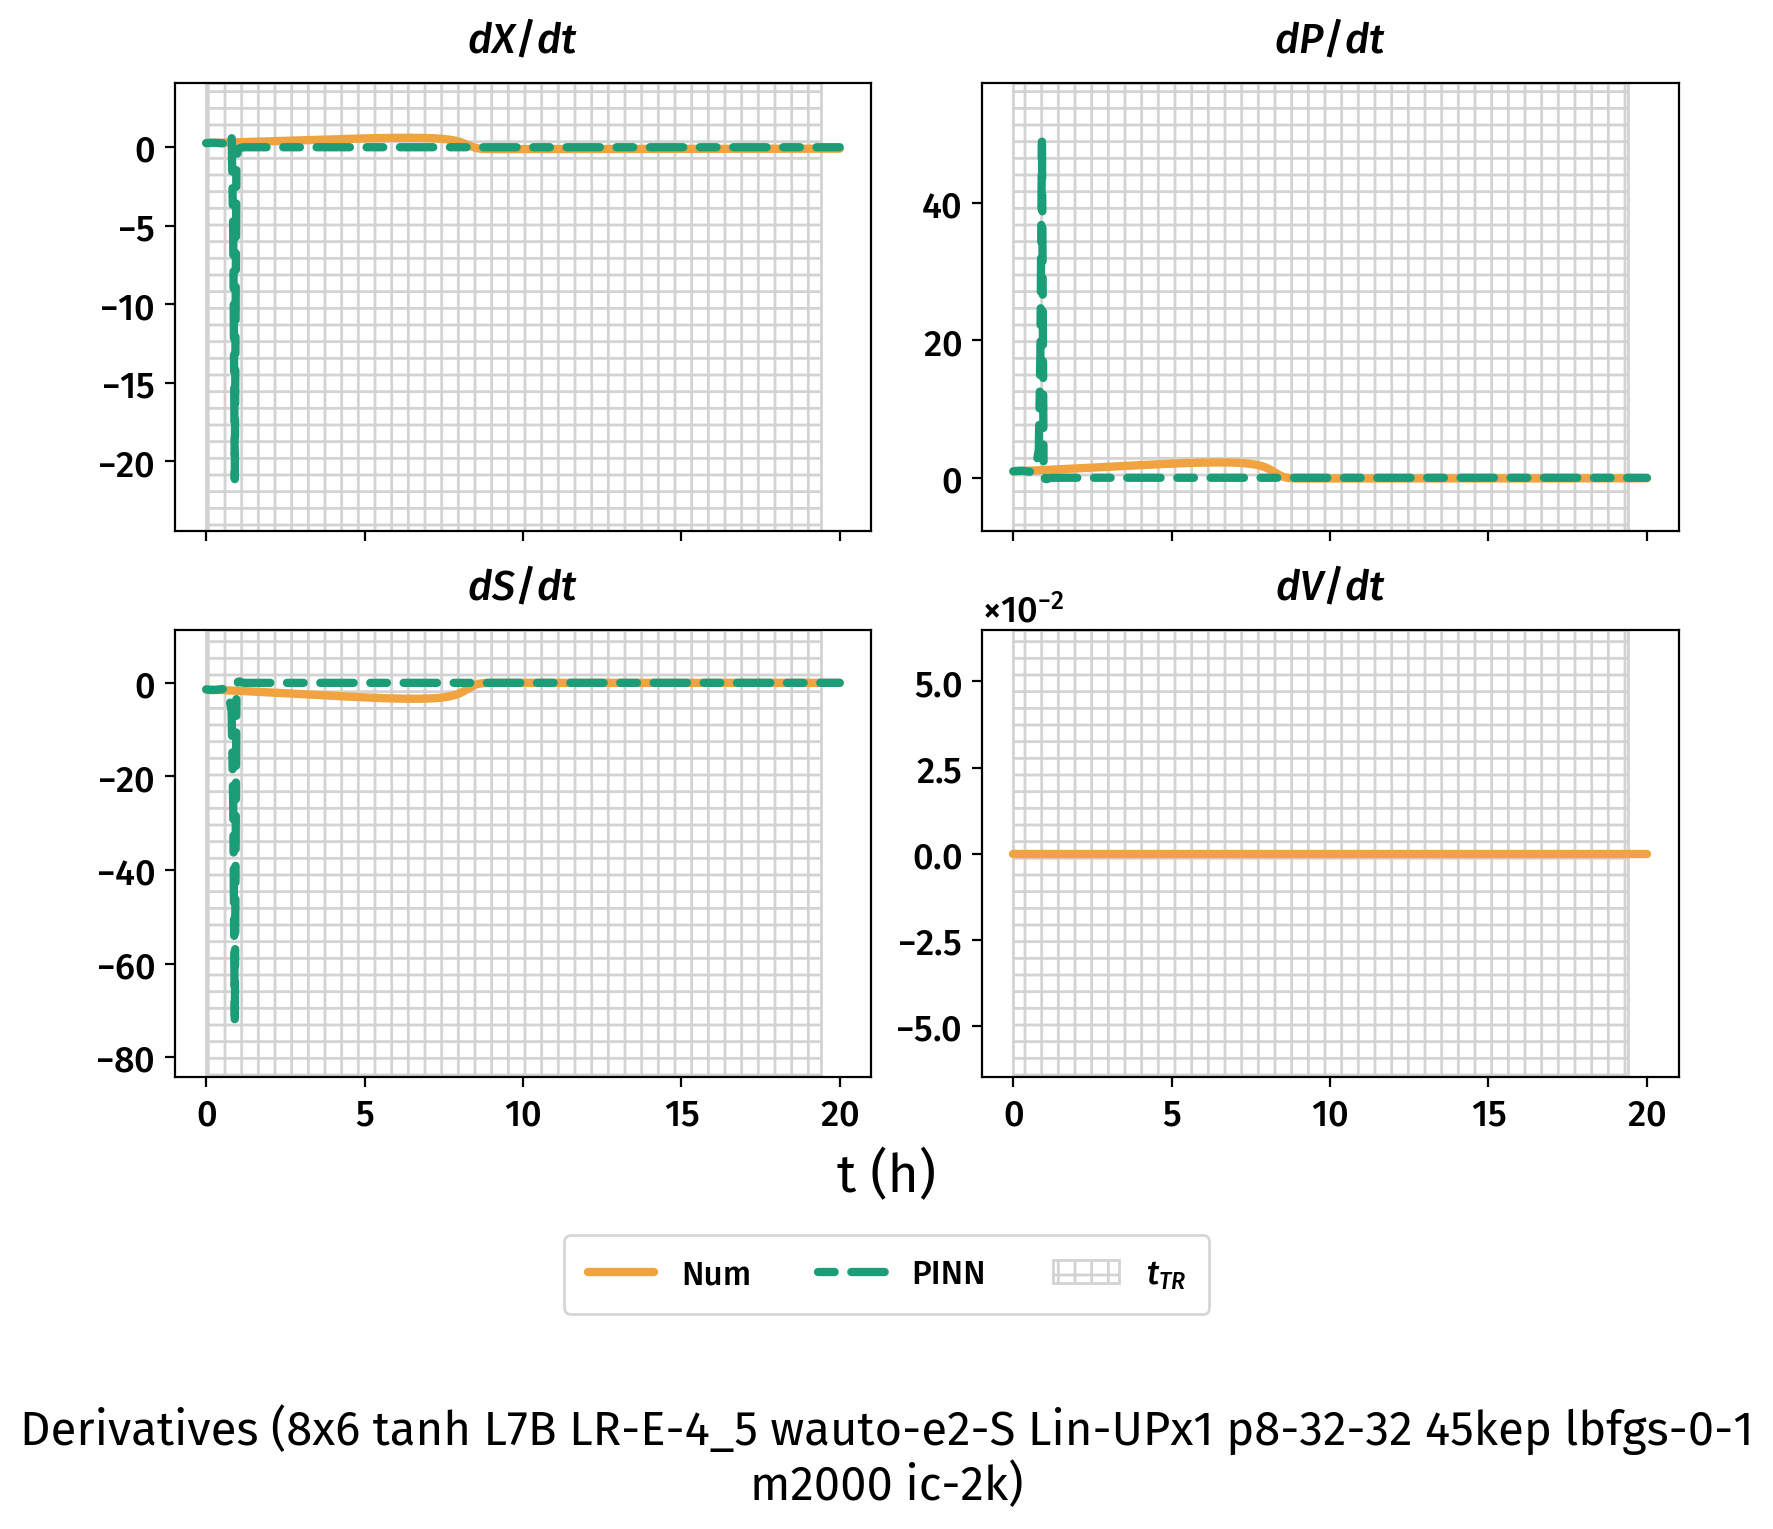 dX/dt
dP/dt
0
−5
−10
−15
−20
40
20
0
dS/dt
dV/dt
×10⁻²
0
−20
−40
−60
−80
5.0
2.5
0.0
−2.5
−5.0
0 5 10 15 20
0 5 10 15 20
t (h)
Num PINN t_TR
Derivatives (8x6 tanh L7B LR-E-4_5 wauto-e2-S Lin-UPx1 p8-32-32 45kep lbfgs-0-1
m2000 ic-2k)